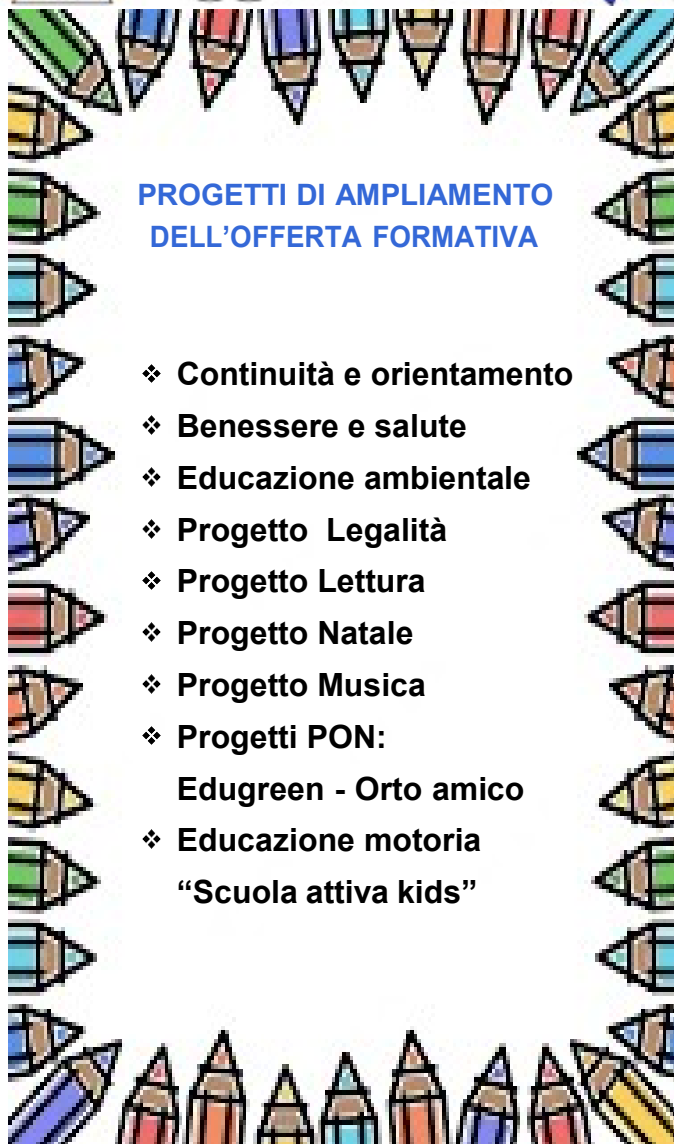 PROGETTI DI AMPLIAMENTO
DELL’OFFERTA FORMATIVA
❖ Continuità e orientamento
❖ Benessere e salute
❖ Educazione ambientale
❖ Progetto Legalità
❖ Progetto Lettura
❖ Progetto Natale
❖ Progetto Musica
❖ Progetti PON:
Edugreen - Orto amico
❖ Educazione motoria
“Scuola attiva kids”